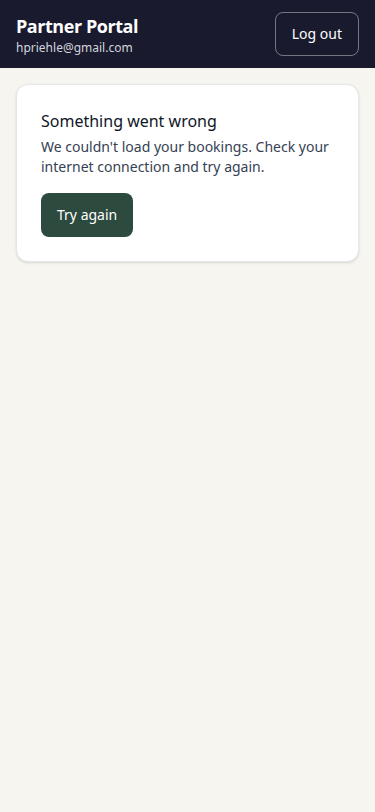 Partner Portal
hpriehle@gmail.com
Log out
Something went wrong
We couldn't load your bookings. Check your
internet connection and try again.
Try again